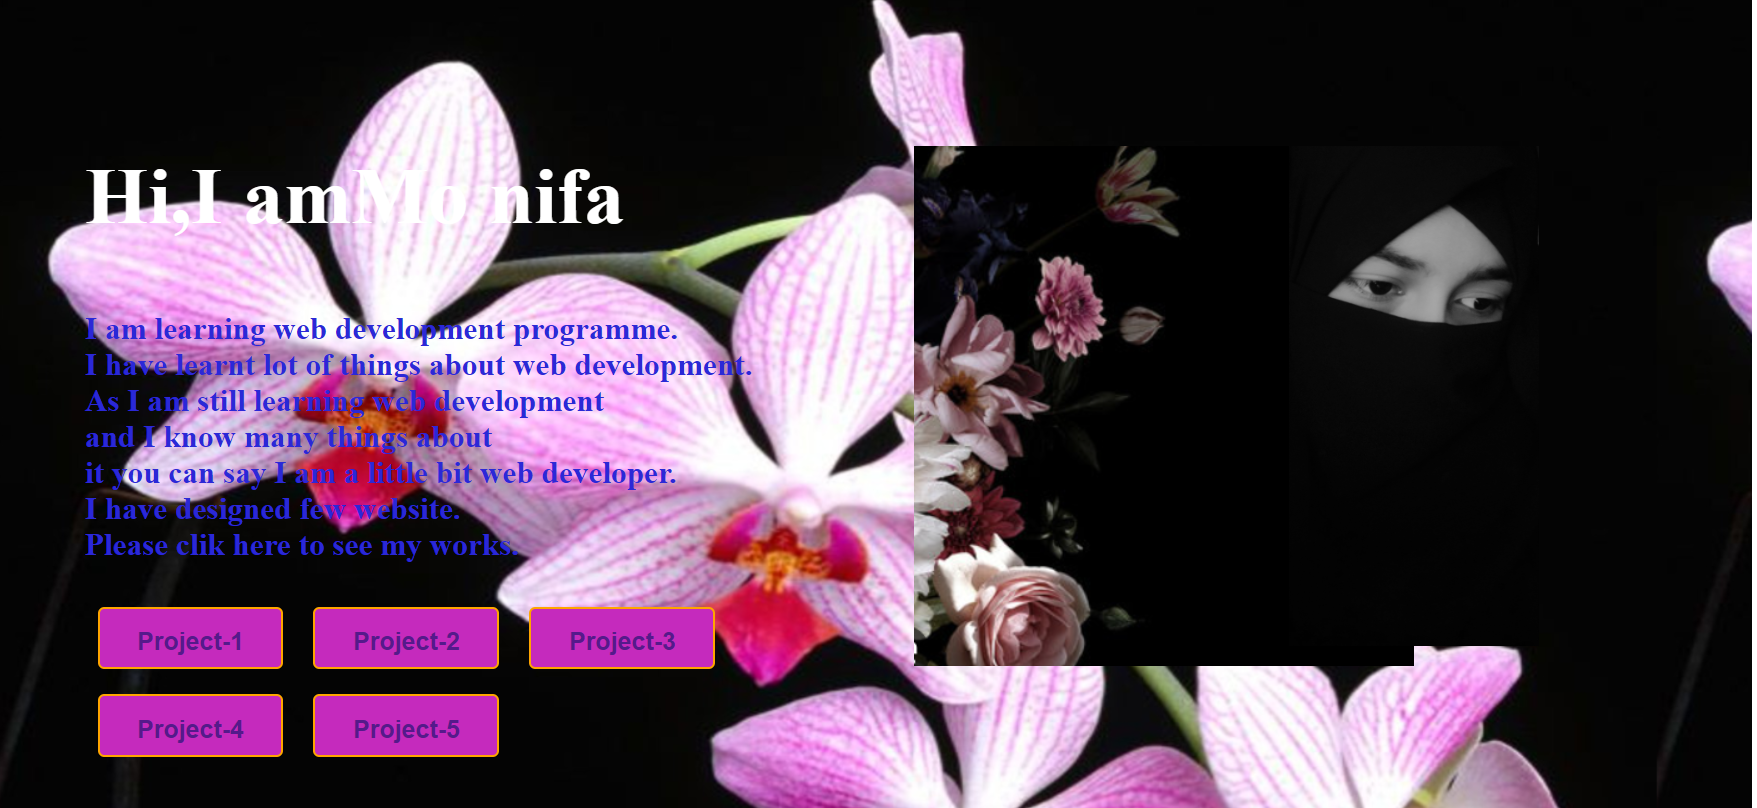 Hi,I amMo nifa
I am learning web development programme.
I have learnt lot of things about web development.
As I am still learning web development
and I know many things about
it you can say I am a little bit web developer.
I have designed few website.
Please clik here to see my works.
Project-1 Project-2 Project-3
Project-4 Project-5